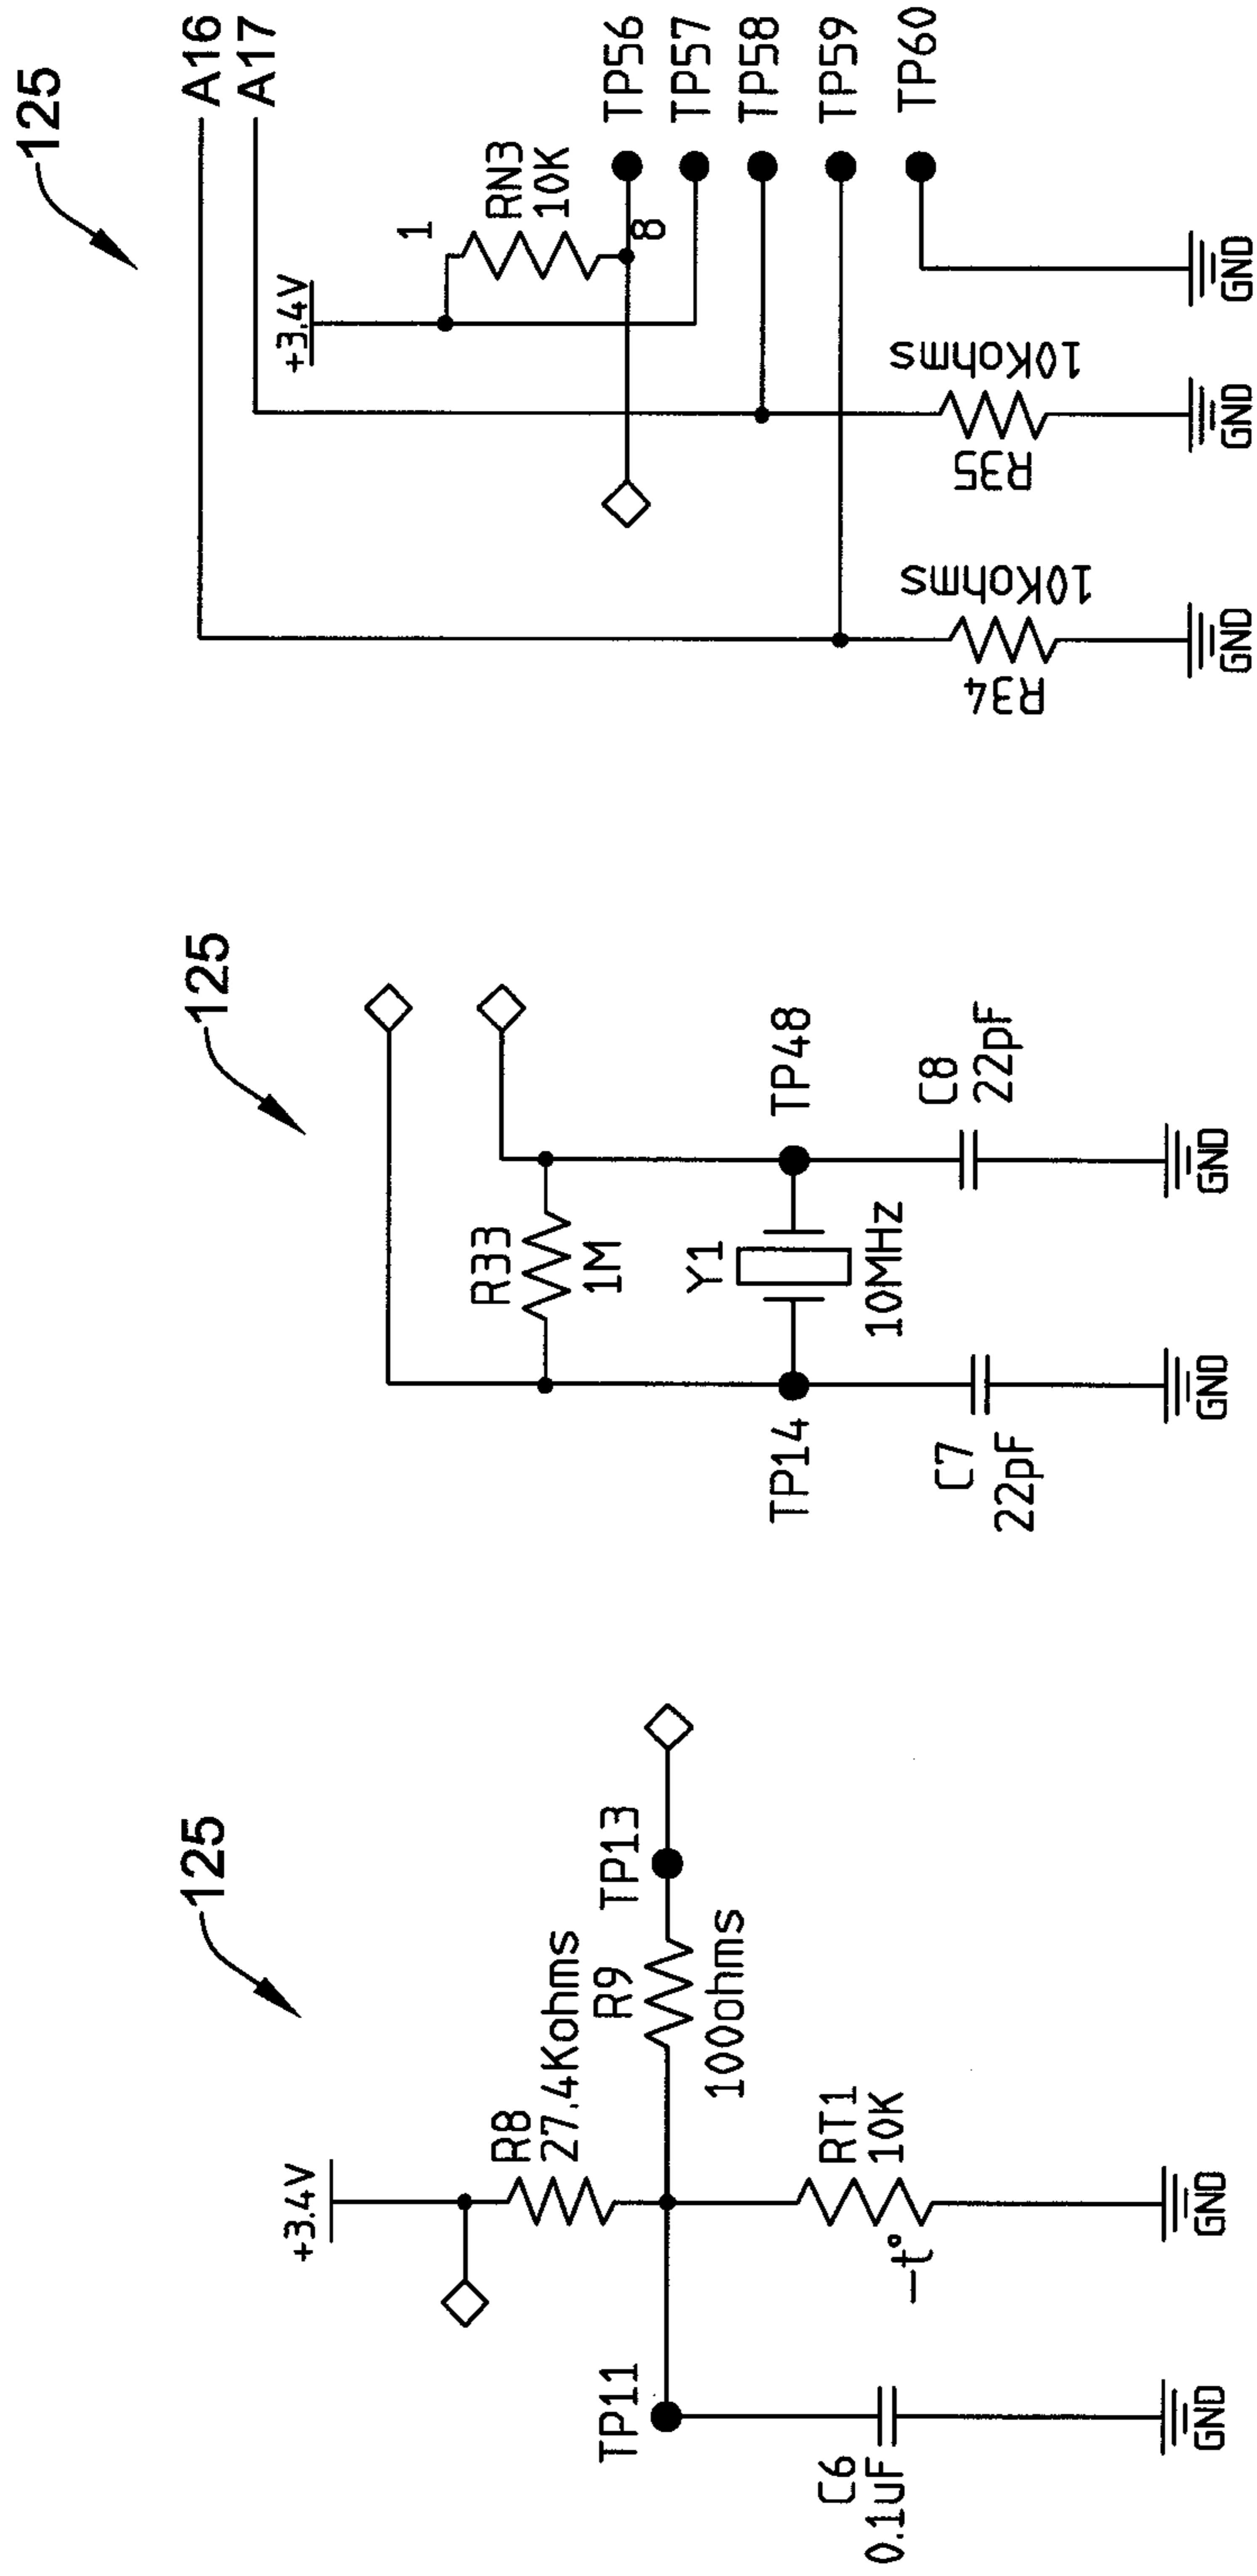 125
+3.4V
R8
27.4Kohms
R9
100ohms
TP13
TP11
C6
0.1uF
RT1
10K
–t°
GND
GND
125
R33
1M
Y1
10MHz
TP14
TP48
C7
22pF
C8
22pF
GND
GND
125
A16
A17
+3.4V
1
RN3
10K
8
TP56
TP57
TP58
TP59
TP60
R34
10Kohms
R35
10Kohms
GND
GND
GND